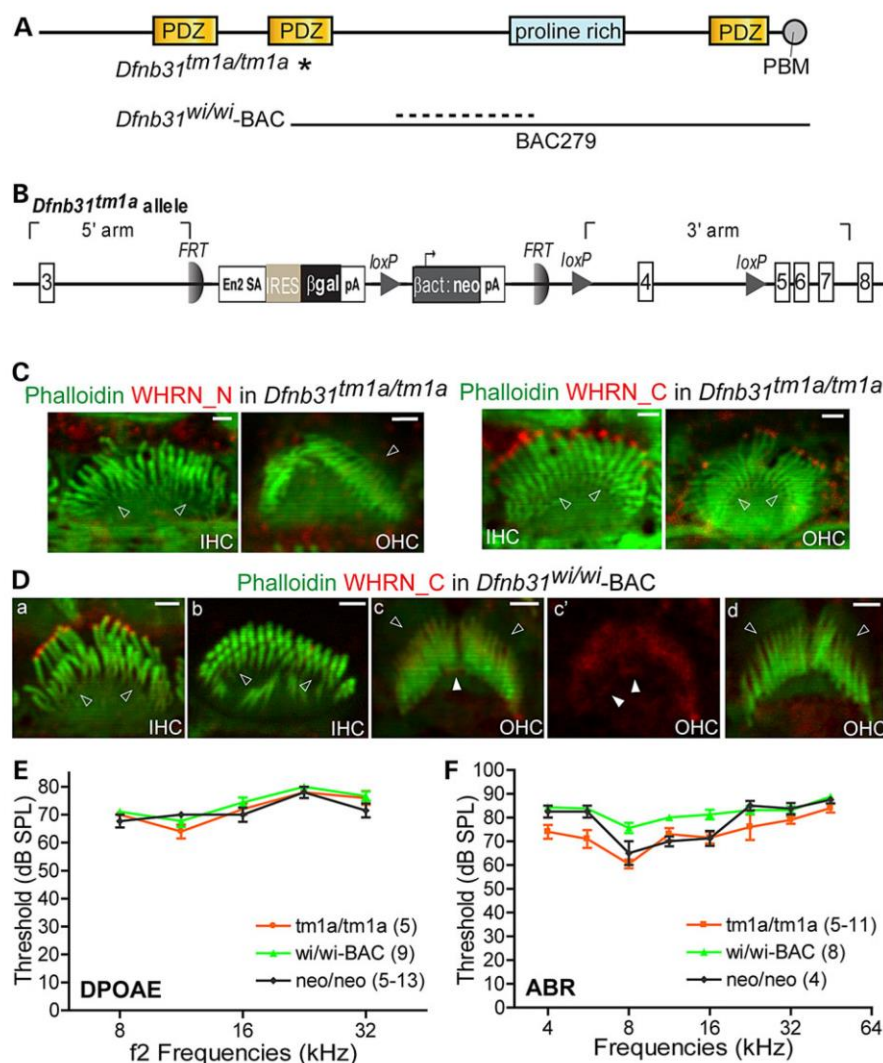 A
PDZ PDZ proline rich PDZ
Dfnb31tm1a/tm1a * PBM
Dfnb31wi/wi-BAC
BAC279
B
Dfnb31tm1a allele
5' arm 3' arm
FRT loxP FRT loxP loxP
3 En2 SA IRES βgal pA βact:neo pA 4 5 6 7 8
C
Phalloidin WHRN_N in Dfnb31tm1a/tm1a
IHC OHC
Phalloidin WHRN_C in Dfnb31tm1a/tm1a
IHC OHC
D
Phalloidin WHRN_C in Dfnb31wi/wi-BAC
a b c c' d
IHC IHC OHC OHC OHC
E
Threshold (dB SPL)
80
70
60
50
40
30
20
10
0
tm1a/tm1a (5)
wi/wi-BAC (9)
neo/neo (5-13)
DPOAE
8 16 32
f2 Frequencies (kHz)
F
Threshold (dB SPL)
100
90
80
70
60
50
40
30
20
10
0
tm1a/tm1a (5-11)
wi/wi-BAC (8)
neo/neo (4)
ABR
4 8 16 32 64
Frequencies (kHz)